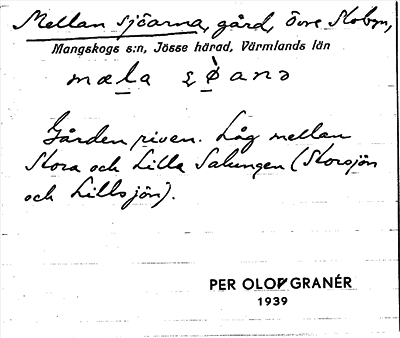 Mellan sjöarna, gård, Övre Skobyn,
Mangskogs s:n, Jösse härad, Värmlands län
Gården riven. Låg mellan
Stora och Lilla Salungen (Storsjön
och Lillsjön).
PER OLOF GRANÉR
1939